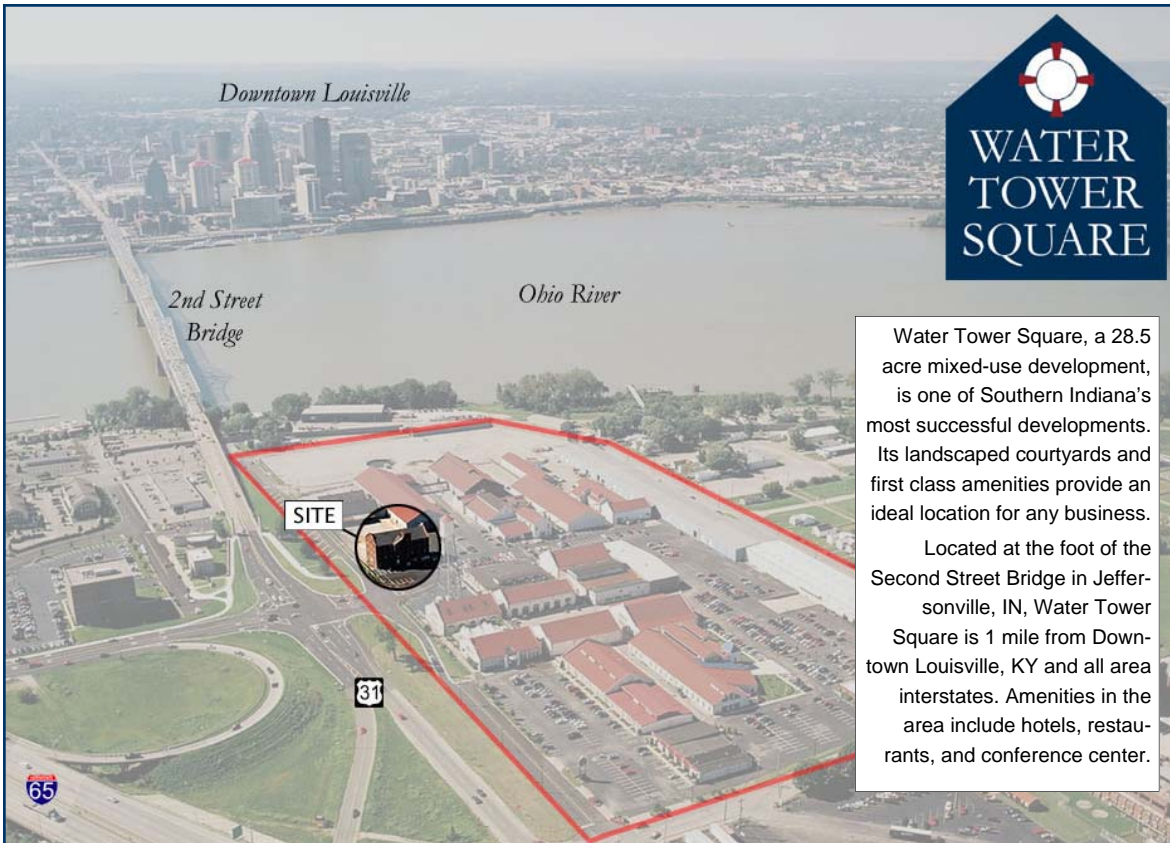 Downtown Louisville
WATER
TOWER
SQUARE
2nd Street
Bridge
Ohio River
Water Tower Square, a 28.5
acre mixed-use development,
is one of Southern Indiana's
most successful developments.
Its landscaped courtyards and
first class amenities provide an
ideal location for any business.
Located at the foot of the
Second Street Bridge in Jeffer-
sonville, IN, Water Tower
Square is 1 mile from Down-
town Louisville, KY and all area
interstates. Amenities in the
area include hotels, restau-
rants, and conference center.
SITE
31
65